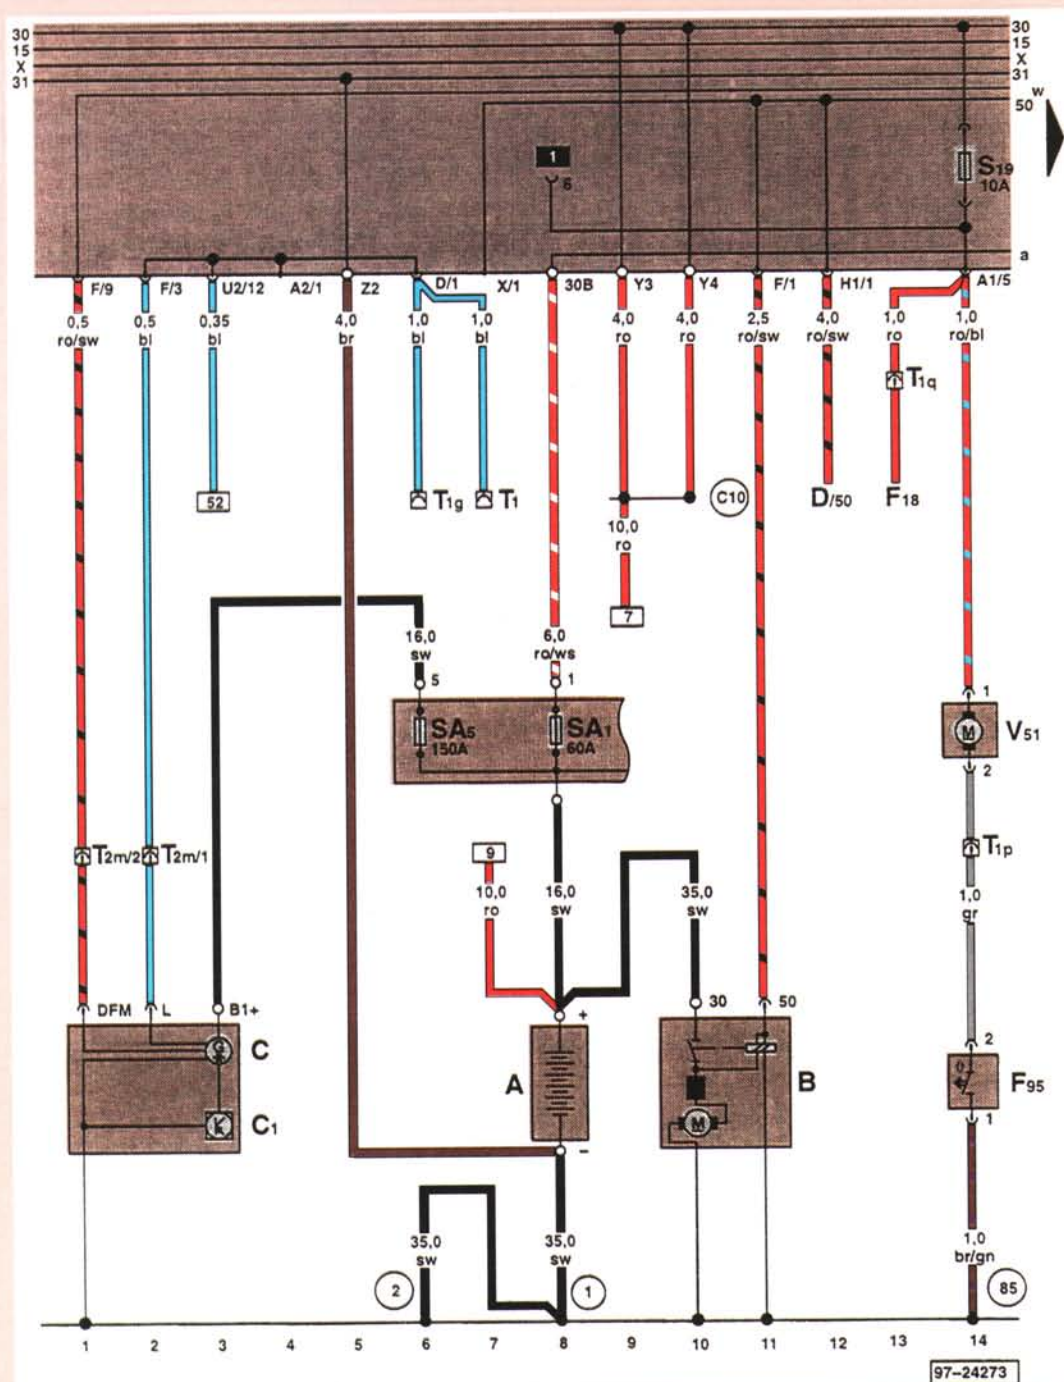 30 30
15 15
X X
31 31
w
50
1
6
S19
10A
a
F/9 F/3 U2/12 A2/1 Z2 D/1 X/1 30B Y3 Y4 F/1 H1/1 A1/5
0,5 0,5 0,35 4,0 1,0 1,0 4,0 4,0 2,5 4,0 1,0 1,0
ro/sw bl bl br bl bl ro ro ro/sw ro/sw ro ro/bl
T1q
52 T1g T1 C10 D/50 F18
10,0
ro
7
16,0 6,0
sw ro/ws
5 1
1
SA5 SA1
150A 60A
V51
M
2
T2m/2 T2m/1 9 T1p
10,0 16,0 35,0 1,0
ro sw sw gr
DFM L B1+ + 30 50
2
G C
A B
F95
K C1 M
1
-
35,0 35,0 1,0
sw sw br/gn
2 1 85
1 2 3 4 5 6 7 8 9 10 11 12 13 14
97-24273